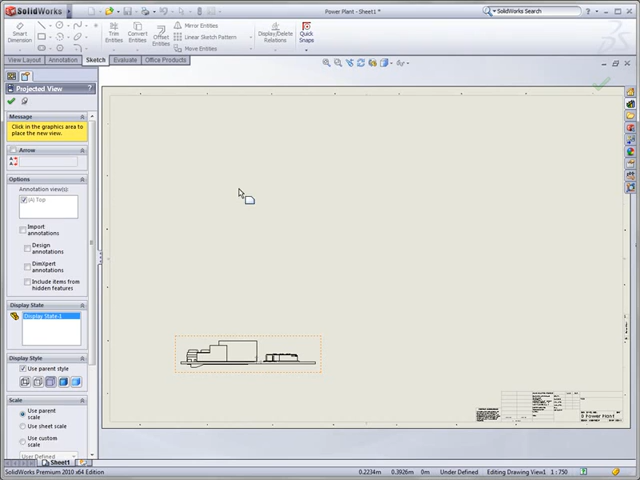 SolidWorks
Power Plant - Sheet1 *
SolidWorks Search
Smart Dimension
Trim Entities
Convert Entities
Offset Entities
Mirror Entities
Linear Sketch Pattern
Move Entities
Display/Delete Relations
Quick Snaps
View Layout
Annotation
Sketch
Evaluate
Office Products
Projected View
?
Message
Click in the graphics area to place the new view.
Arrow
Options
Annotation view(s):
(A) Top
Import annotations
Design annotations
DimXpert annotations
Include items from hidden features
Display State
Display State-1
Display Style
Use parent style
Scale
Use parent scale
Use sheet scale
Use custom scale
User Defined
D Power Plant
Sheet1
SolidWorks Premium 2010 x64 Edition
0.2234m
0.3926m
0m
Under Defined
Editing Drawing View1
1 : 750